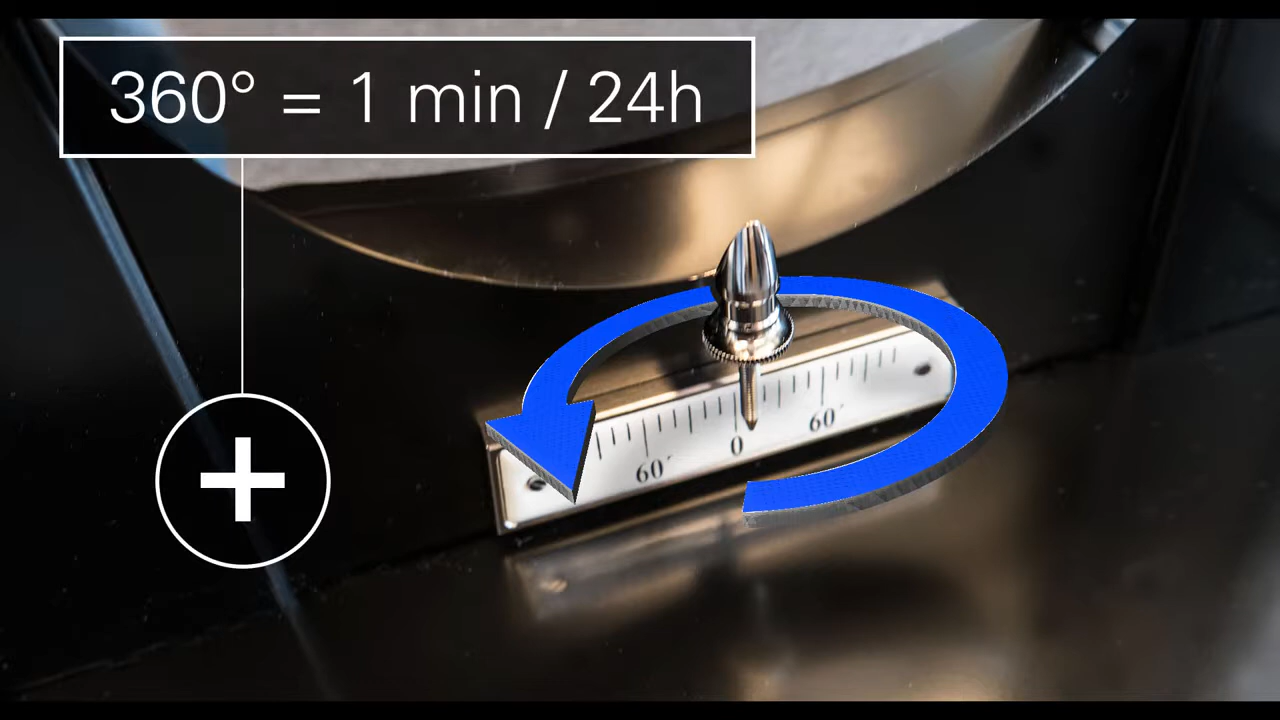 360° = 1 min / 24h
+
60′ 0 60′